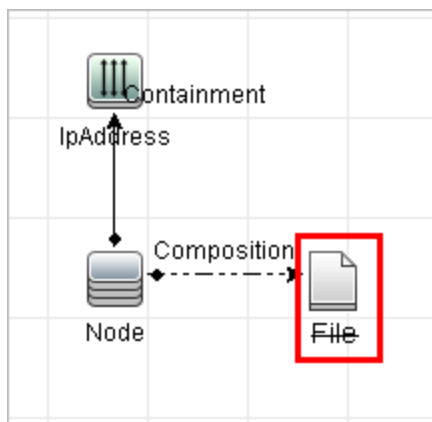 Containment
IpAddress
Composition
Node
File